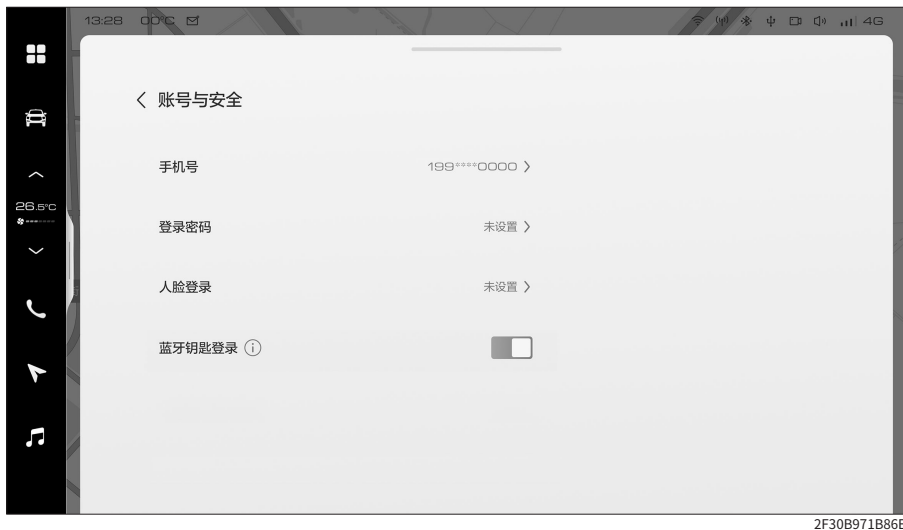 13:28 00°C 4G
账号与安全
手机号 199****0000
26.5°C
登录密码 未设置
人脸登录 未设置
蓝牙钥匙登录
2F30B971B86E